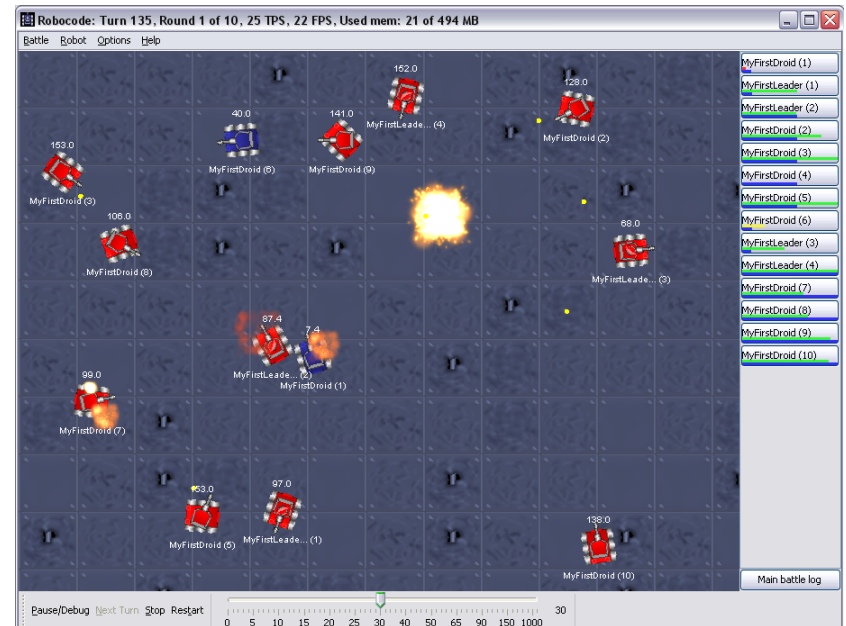 Robocode: Turn 135, Round 1 of 10, 25 TPS, 22 FPS, Used mem: 21 of 494 MB
Battle Robot Options Help
152.0
MyFirstLeade... (4)
128.0
MyFirstDroid (2)
40.0
MyFirstDroid (6)
141.0
MyFirstDroid (9)
153.0
MyFirstDroid (3)
106.0
MyFirstDroid (8)
68.0
MyFirstLeade... (3)
87.4
MyFirstLeade... (2)
7.4
MyFirstDroid (1)
99.0
MyFirstDroid (7)
53.0
MyFirstDroid (5)
97.0
MyFirstLeade... (1)
138.0
MyFirstDroid (10)
MyFirstDroid (1)
MyFirstLeader (1)
MyFirstLeader (2)
MyFirstDroid (2)
MyFirstDroid (3)
MyFirstDroid (4)
MyFirstDroid (5)
MyFirstDroid (6)
MyFirstLeader (3)
MyFirstLeader (4)
MyFirstDroid (7)
MyFirstDroid (8)
MyFirstDroid (9)
MyFirstDroid (10)
Main battle log
Pause/Debug Next Turn Stop Restart
30
0 5 10 15 20 25 30 40 45 50 65 90 150 1000